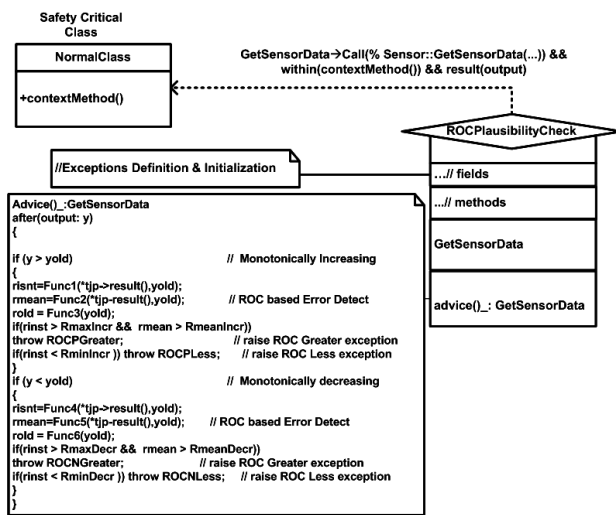 Safety Critical
Class
NormalClass
+contextMethod()
GetSensorData→Call(% Sensor::GetSensorData(...)) &&
within(contextMethod()) && result(output)
ROCPlausibilityCheck
...// fields
...// methods
GetSensorData
advice()_: GetSensorData
//Exceptions Definition & Initialization
Advice()_:GetSensorData
after(output: y)
{
if (y > yold) // Monotonically Increasing
{
risnt=Func1(*tjp->result(),yold);
rmean=Func2(*tjp-result(),yold); // ROC based Error Detect
rold = Func3(yold);
if(rinst > RmaxIncr && rmean > RmeanIncr))
throw ROCPGreater; // raise ROC Greater exception
if(rinst < RminIncr )) throw ROCPLess; // raise ROC Less exception
}
if (y < yold) // Monotonically decreasing
{
risnt=Func4(*tjp->result(),yold);
rmean=Func5(*tjp-result(),yold); // ROC based Error Detect
rold = Func6(yold);
if(rinst > RmaxDecr && rmean > RmeanDecr))
throw ROCNGreater; // raise ROC Greater exception
if(rinst < RminDecr )) throw ROCNLess; // raise ROC Less exception
}
}